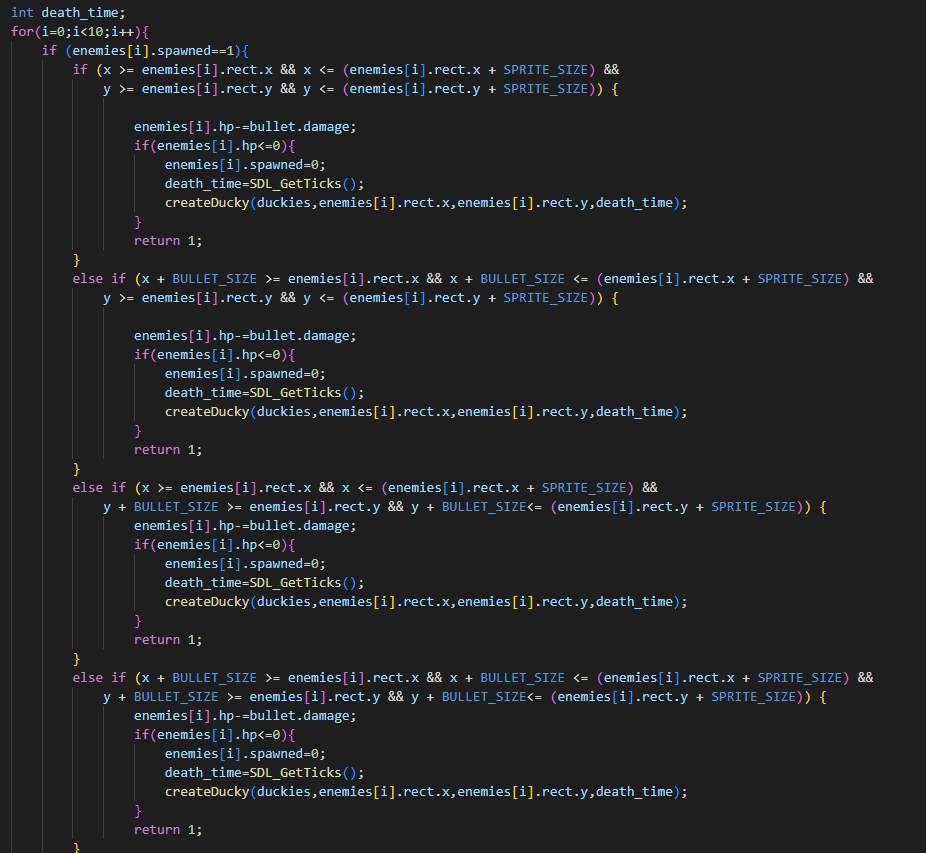 int death_time;
for(i=0;i<10;i++){
    if (enemies[i].spawned==1){
        if (x >= enemies[i].rect.x && x <= (enemies[i].rect.x + SPRITE_SIZE) &&
            y >= enemies[i].rect.y && y <= (enemies[i].rect.y + SPRITE_SIZE)) {

                enemies[i].hp-=bullet.damage;
                if(enemies[i].hp<=0){
                    enemies[i].spawned=0;
                    death_time=SDL_GetTicks();
                    createDucky(duckies,enemies[i].rect.x,enemies[i].rect.y,death_time);
                }
                return 1;
        }
        else if (x + BULLET_SIZE >= enemies[i].rect.x && x + BULLET_SIZE <= (enemies[i].rect.x + SPRITE_SIZE) &&
            y >= enemies[i].rect.y && y <= (enemies[i].rect.y + SPRITE_SIZE)) {

                enemies[i].hp-=bullet.damage;
                if(enemies[i].hp<=0){
                    enemies[i].spawned=0;
                    death_time=SDL_GetTicks();
                    createDucky(duckies,enemies[i].rect.x,enemies[i].rect.y,death_time);
                }
                return 1;
        }
        else if (x >= enemies[i].rect.x && x <= (enemies[i].rect.x + SPRITE_SIZE) &&
            y + BULLET_SIZE >= enemies[i].rect.y && y + BULLET_SIZE<= (enemies[i].rect.y + SPRITE_SIZE)) {
                enemies[i].hp-=bullet.damage;
                if(enemies[i].hp<=0){
                    enemies[i].spawned=0;
                    death_time=SDL_GetTicks();
                    createDucky(duckies,enemies[i].rect.x,enemies[i].rect.y,death_time);
                }
                return 1;
        }
        else if (x + BULLET_SIZE >= enemies[i].rect.x && x + BULLET_SIZE <= (enemies[i].rect.x + SPRITE_SIZE) &&
            y + BULLET_SIZE >= enemies[i].rect.y && y + BULLET_SIZE<= (enemies[i].rect.y + SPRITE_SIZE)) {
                enemies[i].hp-=bullet.damage;
                if(enemies[i].hp<=0){
                    enemies[i].spawned=0;
                    death_time=SDL_GetTicks();
                    createDucky(duckies,enemies[i].rect.x,enemies[i].rect.y,death_time);
                }
                return 1;
        }